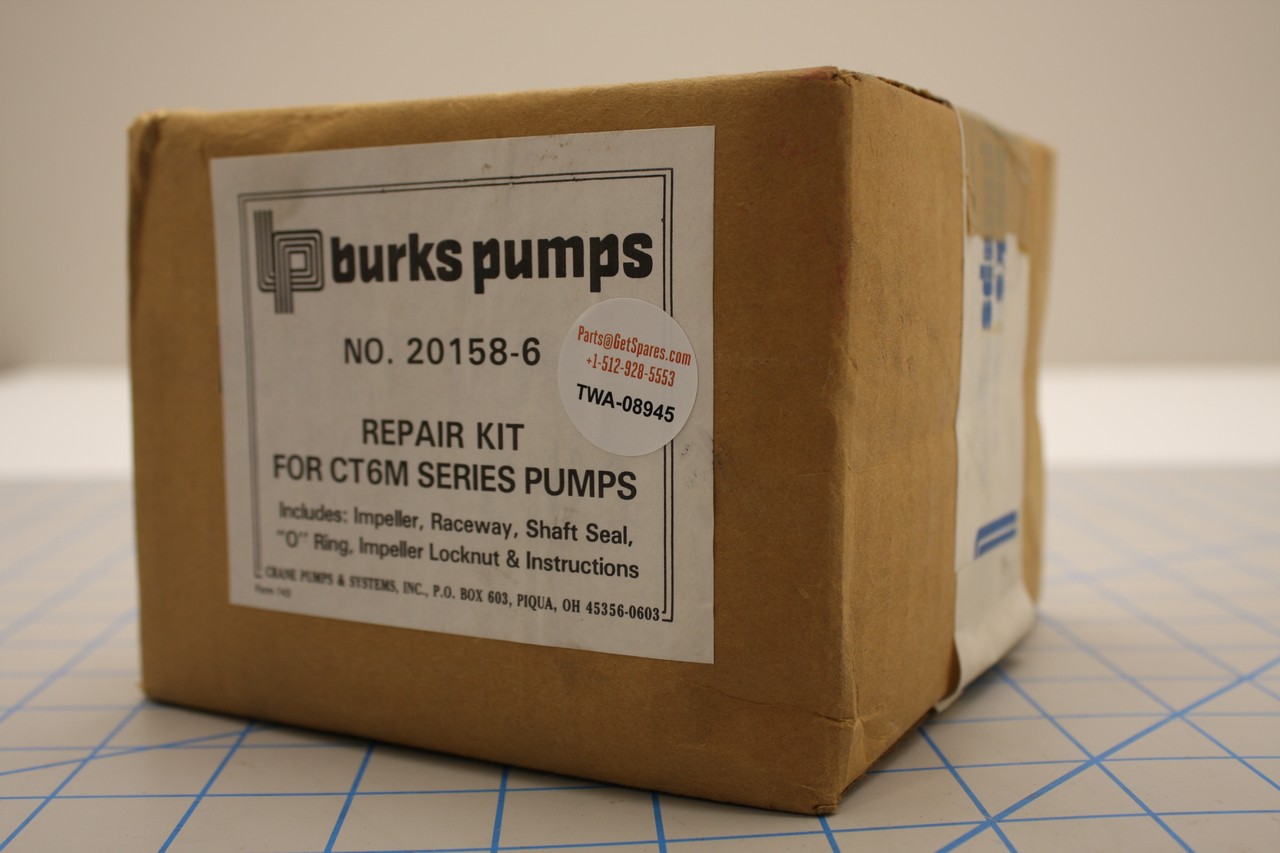 burks pumps
NO. 20158-6
Parts@GetSpares.com
+1-512-928-5553
TWA-08945
REPAIR KIT
FOR CT6M SERIES PUMPS
Includes: Impeller, Raceway, Shaft Seal,
"O" Ring, Impeller Locknut & Instructions
CRANE PUMPS & SYSTEMS, INC., P.O. BOX 603, PIQUA, OH 45356-0603